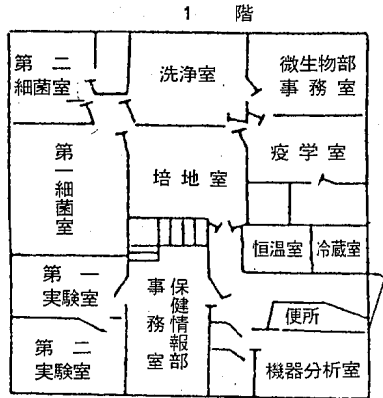 1 階
第二
細菌室
洗浄室
微生物部
事務室
第一細菌室
培地室
疫学室
恒温室
冷蔵室
第一
実験室
保健情報部
事務室
便所
第二
実験室
機器分析室